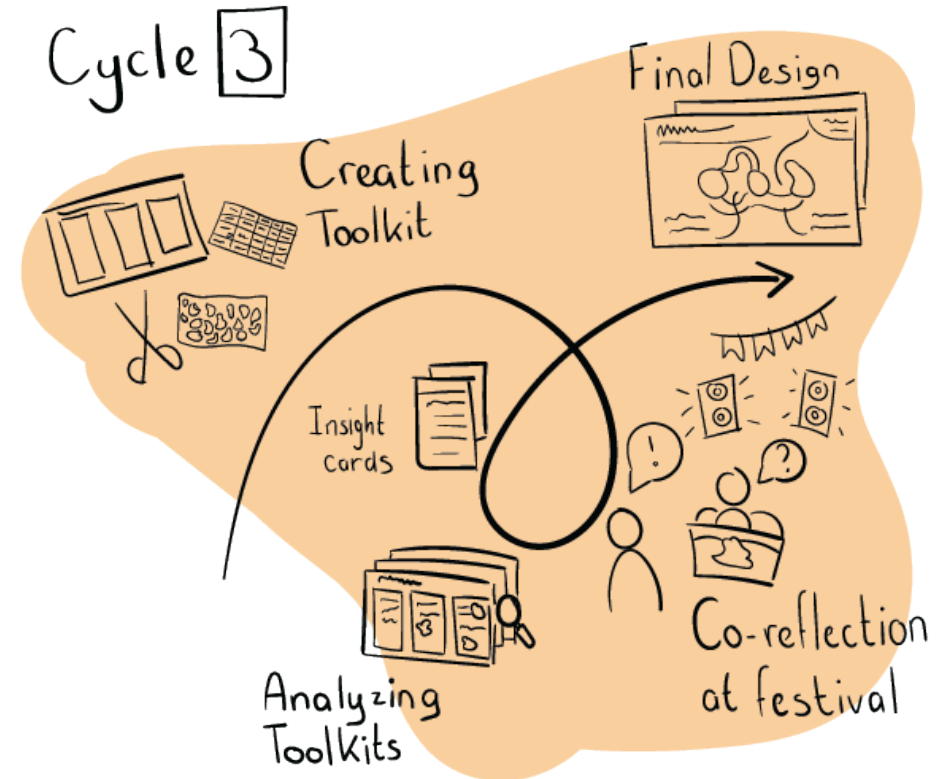 Cycle 3
Final Design
Creating
Toolkit
Insight
cards
!
?
Co-reflection
at festival
Analyzing
Toolkits